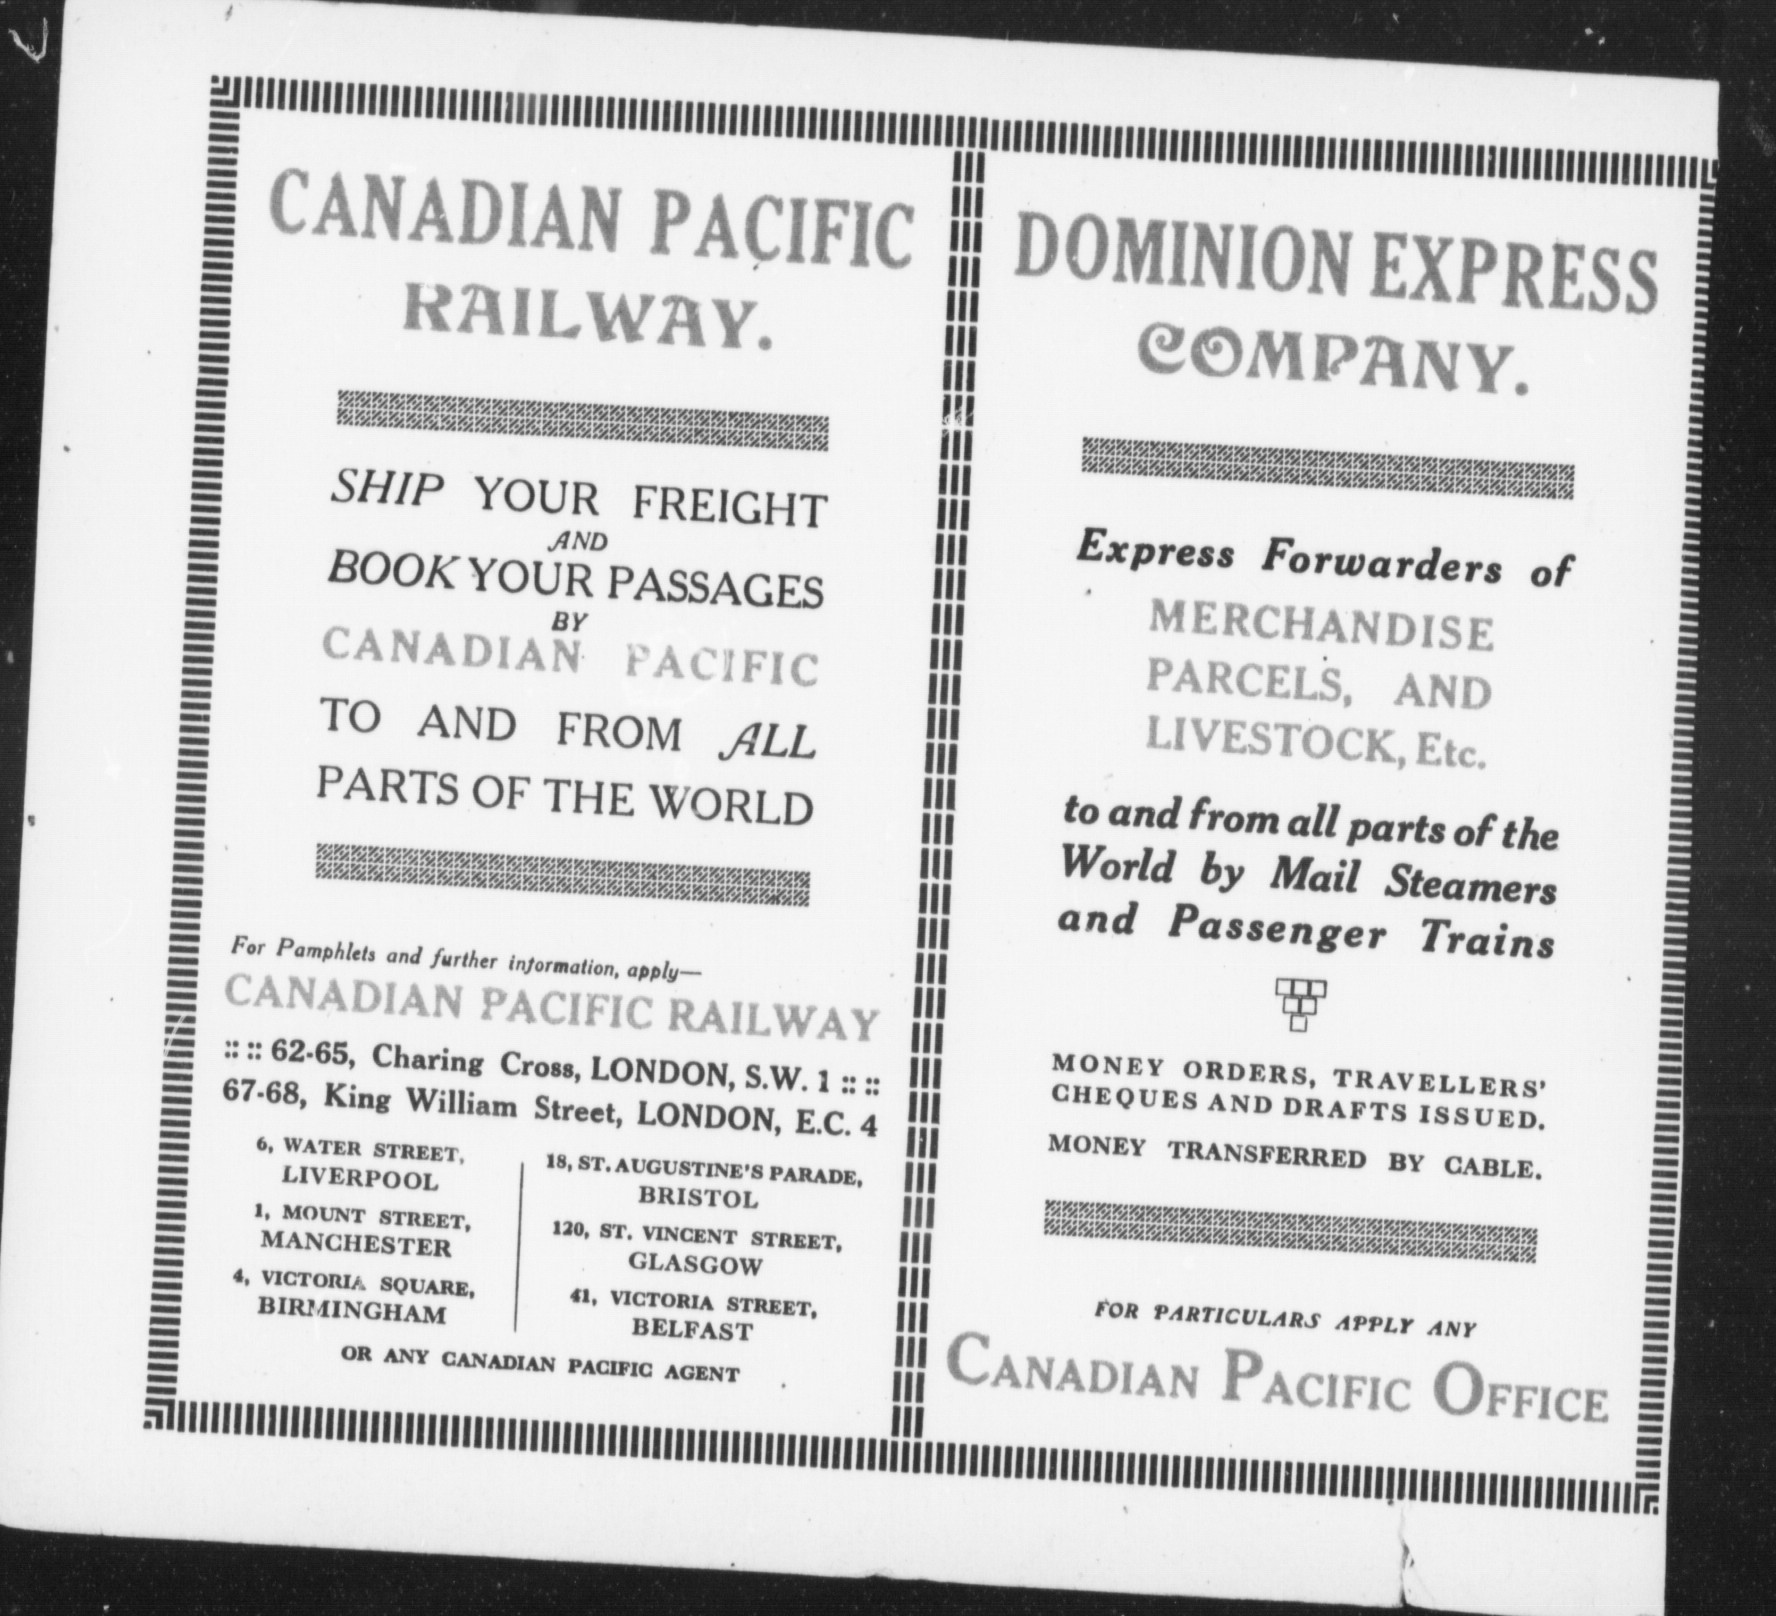 CANADIAN PACIFIC
RAILWAY.
SHIP YOUR FREIGHT
AND
BOOK YOUR PASSAGES
BY
CANADIAN PACIFIC
TO AND FROM ALL
PARTS OF THE WORLD
For Pamphlets and further information, apply—
CANADIAN PACIFIC RAILWAY
:: :: 62-65, Charing Cross, LONDON, S.W. 1 :: ::
67-68, King William Street, LONDON, E.C. 4
6, WATER STREET,
LIVERPOOL
1, MOUNT STREET,
MANCHESTER
4, VICTORIA SQUARE,
BIRMINGHAM
18, ST. AUGUSTINE'S PARADE,
BRISTOL
120, ST. VINCENT STREET,
GLASGOW
41, VICTORIA STREET,
BELFAST
OR ANY CANADIAN PACIFIC AGENT
DOMINION EXPRESS
COMPANY.
Express Forwarders of
MERCHANDISE
PARCELS, AND
LIVESTOCK, Etc.
to and from all parts of the
World by Mail Steamers
and Passenger Trains
MONEY ORDERS, TRAVELLERS'
CHEQUES AND DRAFTS ISSUED.
MONEY TRANSFERRED BY CABLE.
FOR PARTICULARS APPLY ANY
CANADIAN PACIFIC OFFICE